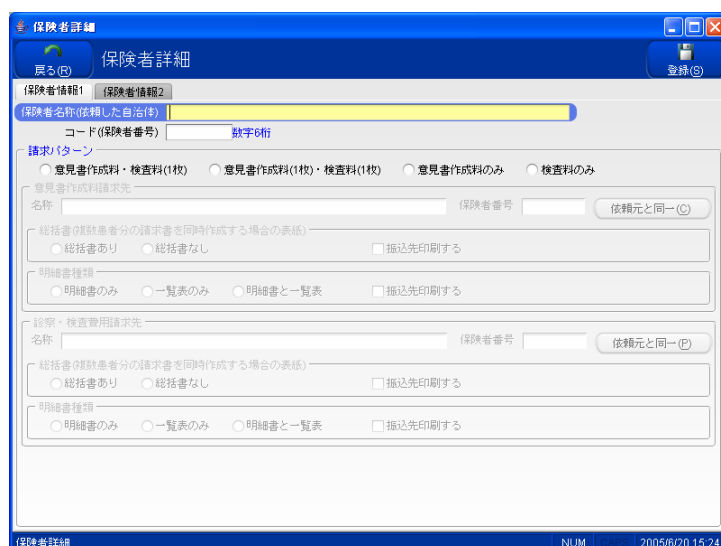 保険者詳細
戻る(R) 保険者詳細 登録(S)
保険者情報1 保険者情報2
保険者名称(依頼した自治体)
コード(保険者番号) 数字6桁
請求パターン
意見書作成料・検査料(1枚) 意見書作成料(1枚)・検査料(1枚) 意見書作成料のみ 検査料のみ
意見書作成料請求先
名称 保険者番号 依頼元と同一(C)
総括書(複数患者分の請求書を同時作成する場合の表紙)
総括書あり 総括書なし 振込先印刷する
明細書種類
明細書のみ 一覧表のみ 明細書と一覧表 振込先印刷する
診察・検査費用請求先
名称 保険者番号 依頼元と同一(P)
総括書(複数患者分の請求書を同時作成する場合の表紙)
総括書あり 総括書なし 振込先印刷する
明細書種類
明細書のみ 一覧表のみ 明細書と一覧表 振込先印刷する
保険者詳細 NUM CAPS 2005/6/20 15:24